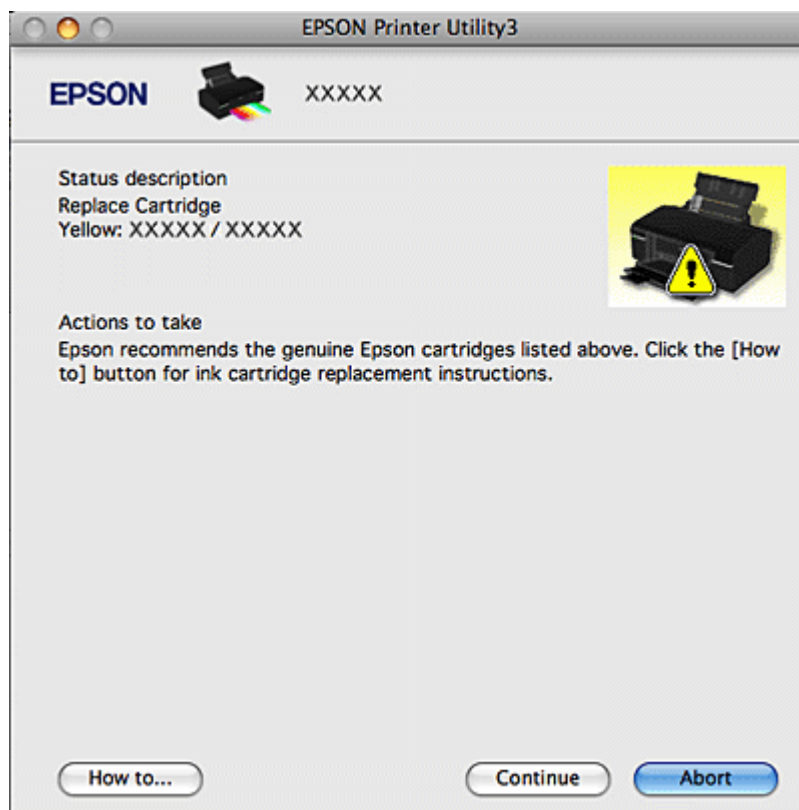 EPSON Printer Utility3
EPSON XXXXX
Status description
Replace Cartridge
Yellow: XXXXX / XXXXX
Actions to take
Epson recommends the genuine Epson cartridges listed above. Click the [How
to] button for ink cartridge replacement instructions.
How to... Continue Abort